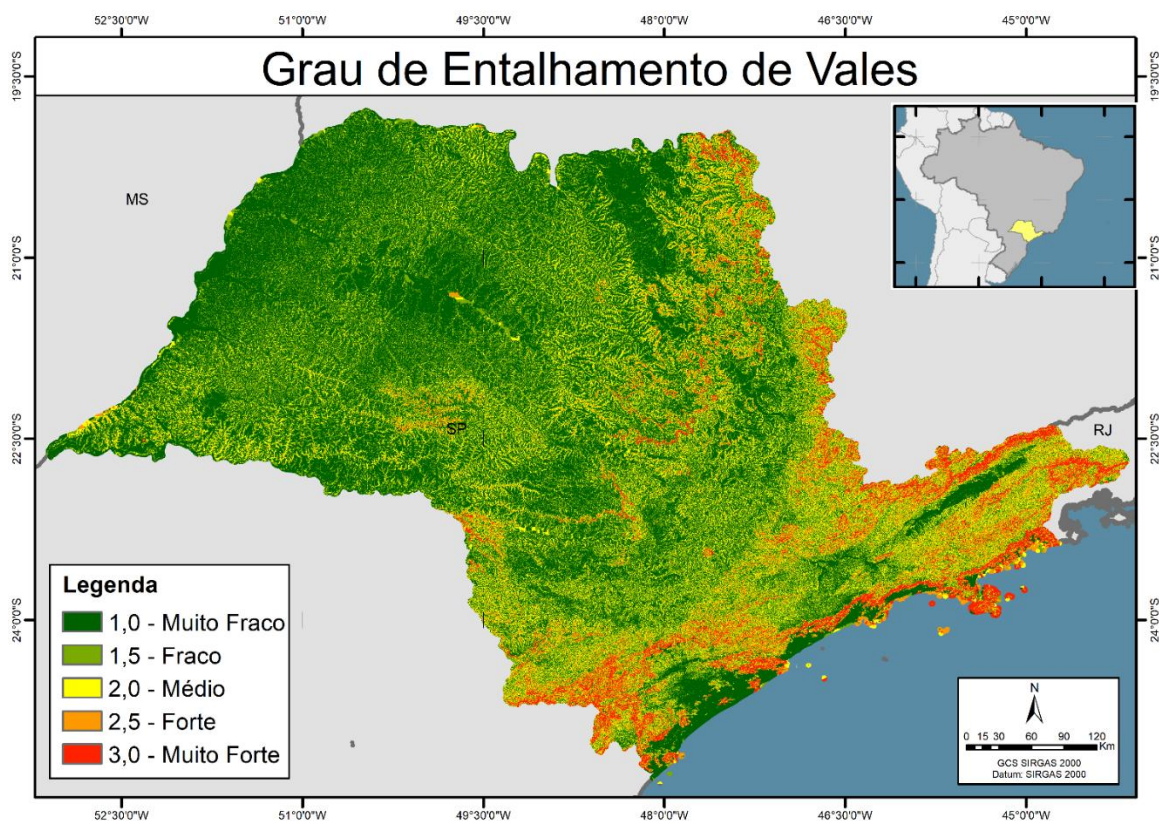 52°30'0"W 51°0'0"W 49°30'0"W 48°0'0"W 46°30'0"W 45°0'0"W
Grau de Entalhamento de Vales
19°30'0"S 19°30'0"S
MS
21°0'0"S 21°0'0"S
SP
RJ
22°30'0"S 22°30'0"S
Legenda
1,0 - Muito Fraco
1,5 - Fraco
2,0 - Médio
2,5 - Forte
3,0 - Muito Forte
24°0'0"S 24°0'0"S
N
0 15 30 60 90 120
Km
GCS SIRGAS 2000
Datum: SIRGAS 2000
52°30'0"W 51°0'0"W 49°30'0"W 48°0'0"W 46°30'0"W 45°0'0"W